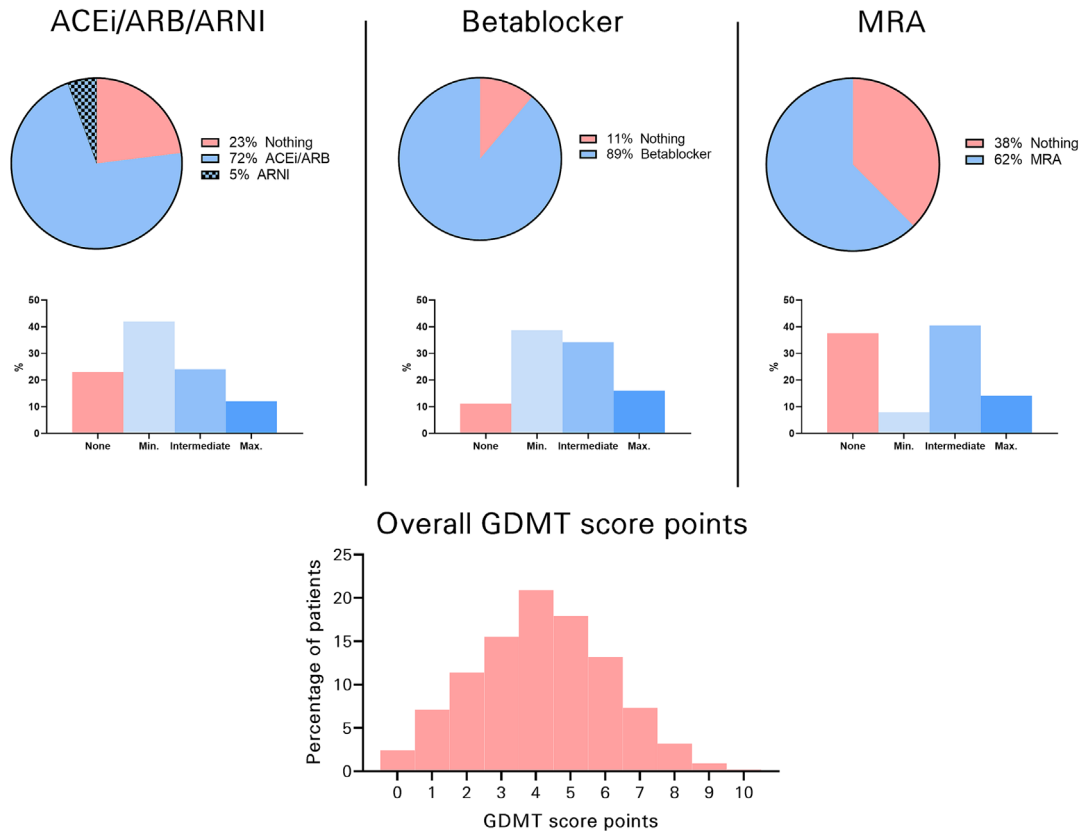 ACEi/ARB/ARNI
23% Nothing
72% ACEi/ARB
5% ARNI
50
40
30
20
10
0
%
None Min. Intermediate Max.
Betablocker
11% Nothing
89% Betablocker
50
40
30
20
10
0
%
None Min. Intermediate Max.
MRA
38% Nothing
62% MRA
50
40
30
20
10
0
%
None Min. Intermediate Max.
Overall GDMT score points
Percentage of patients
25
20
15
10
5
0
0 1 2 3 4 5 6 7 8 9 10
GDMT score points